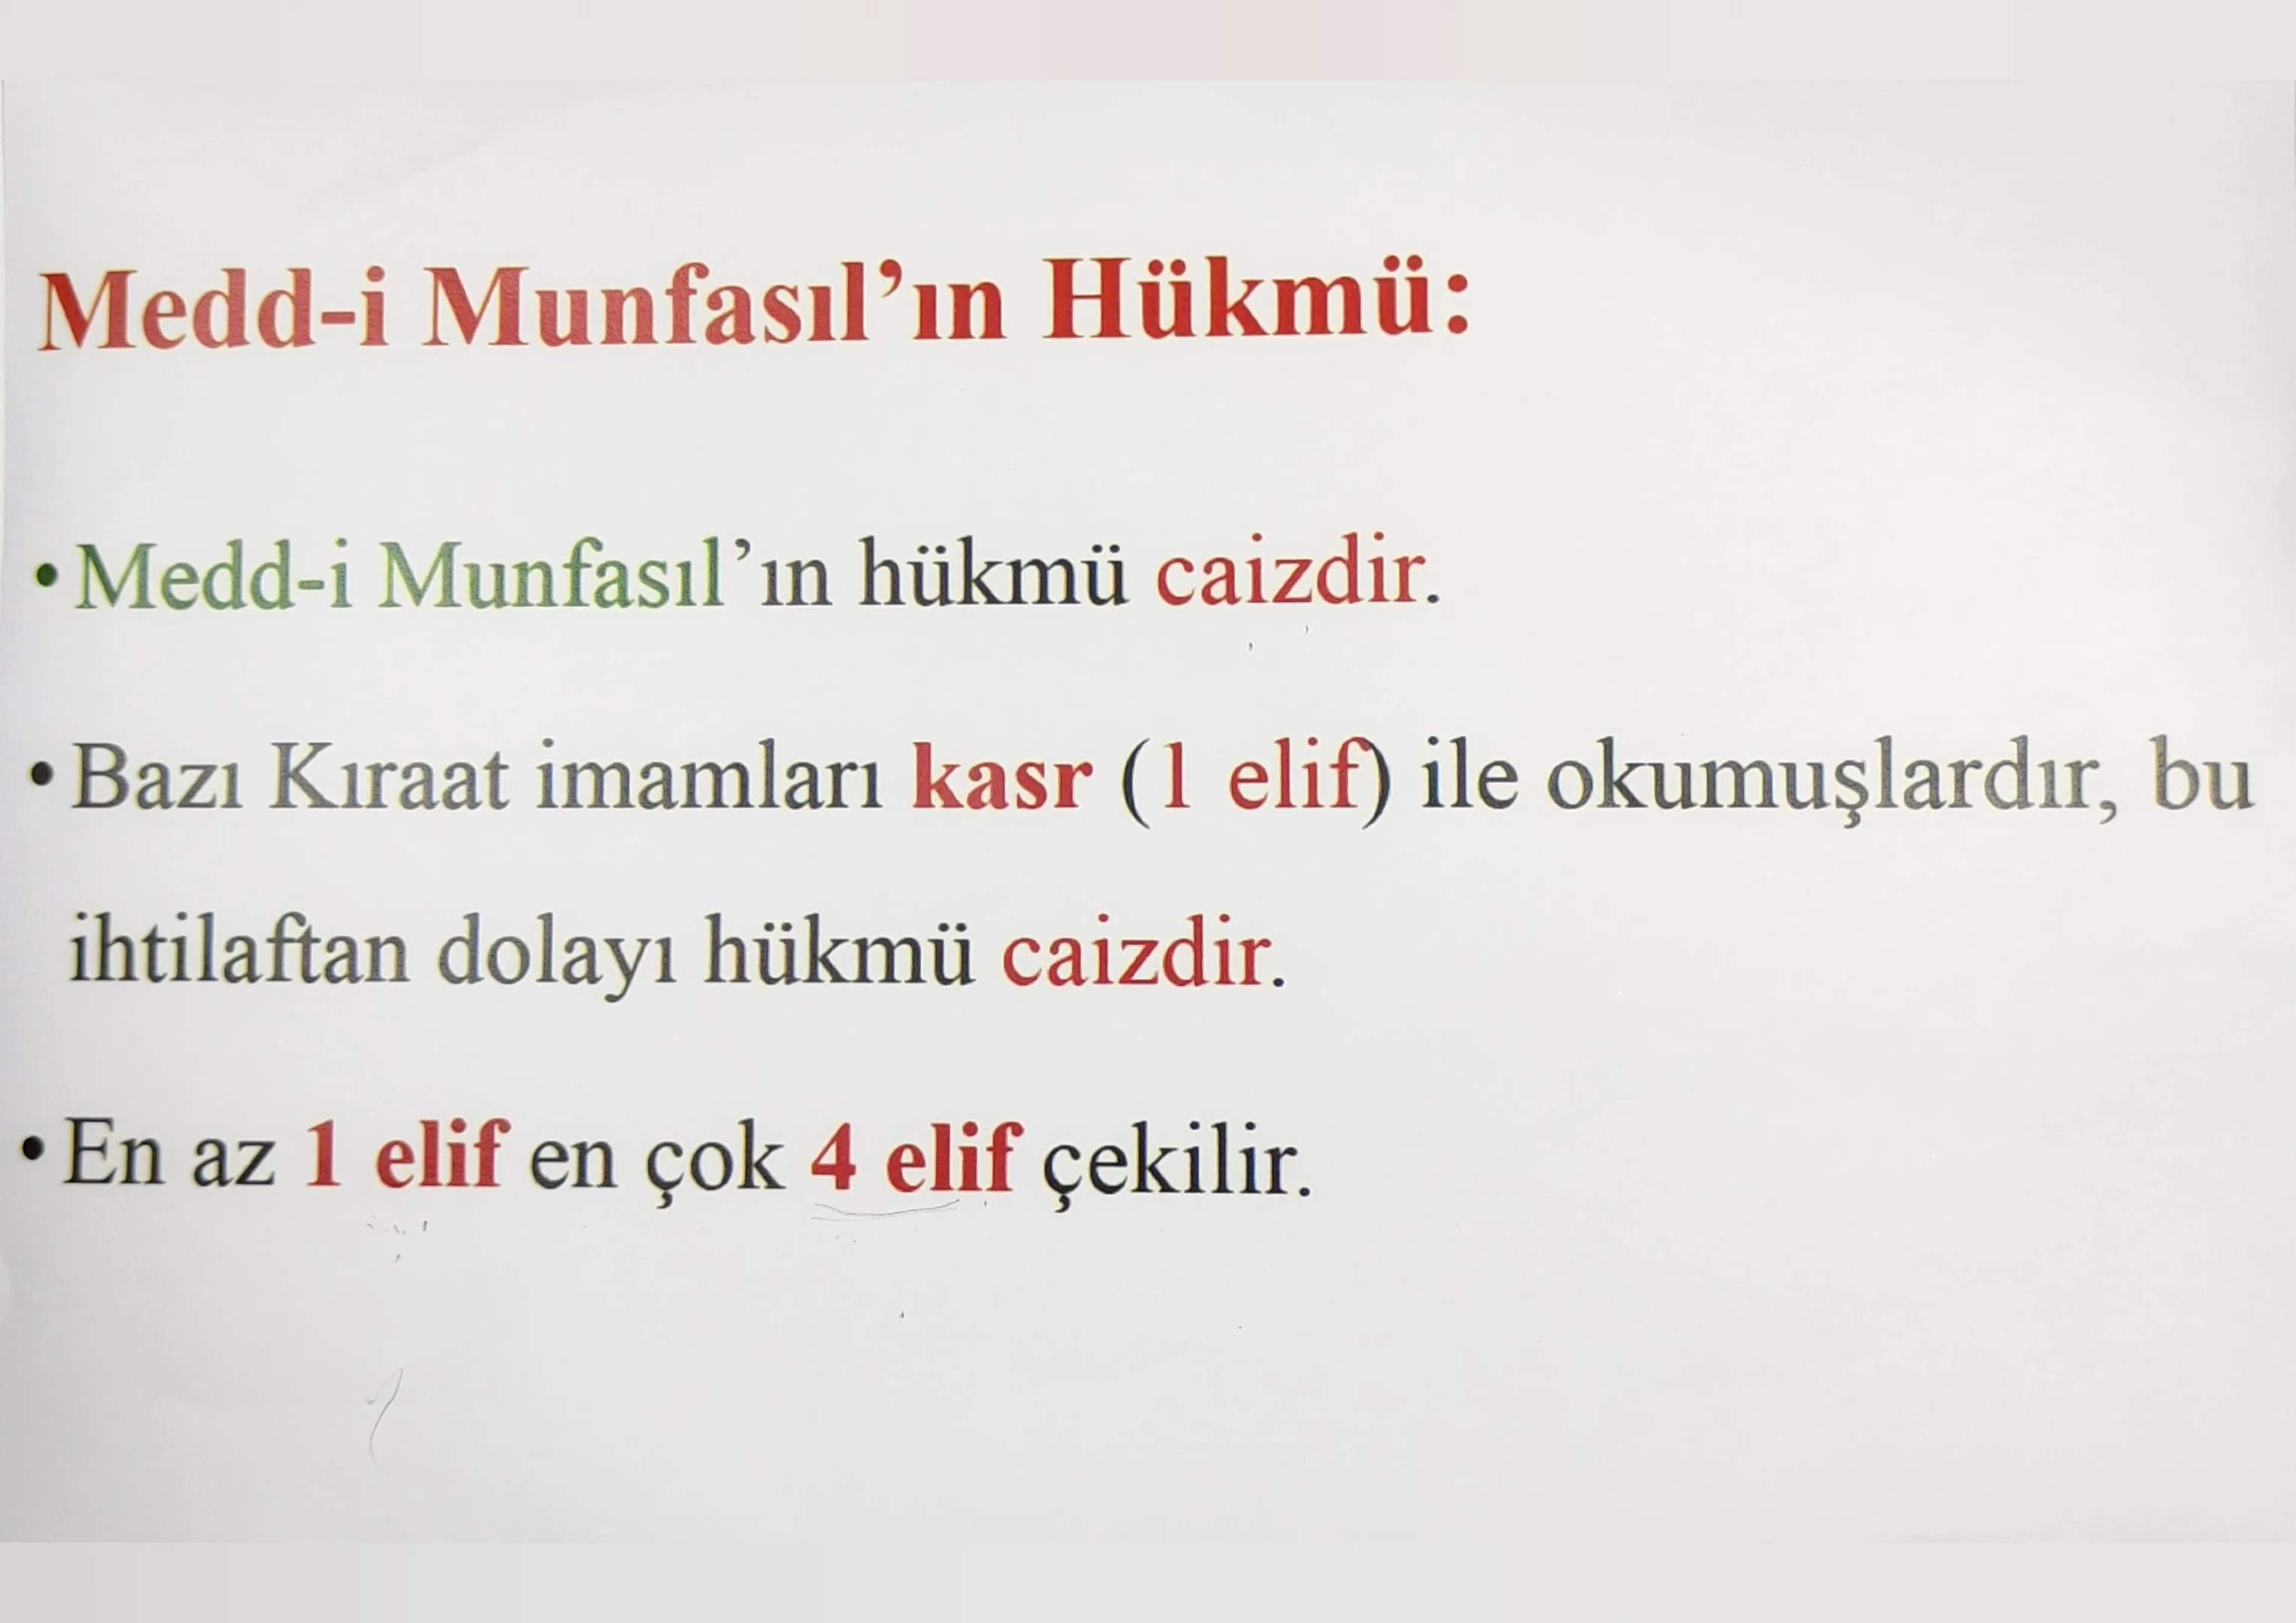 Medd-i Munfasıl’ın Hükmü:
•Medd-i Munfasıl’ın hükmü caizdir.
•Bazı Kıraat imamları kasr (1 elif) ile okumuşlardır, bu
ihtilaftan dolayı hükmü caizdir.
•En az 1 elif en çok 4 elif çekilir.